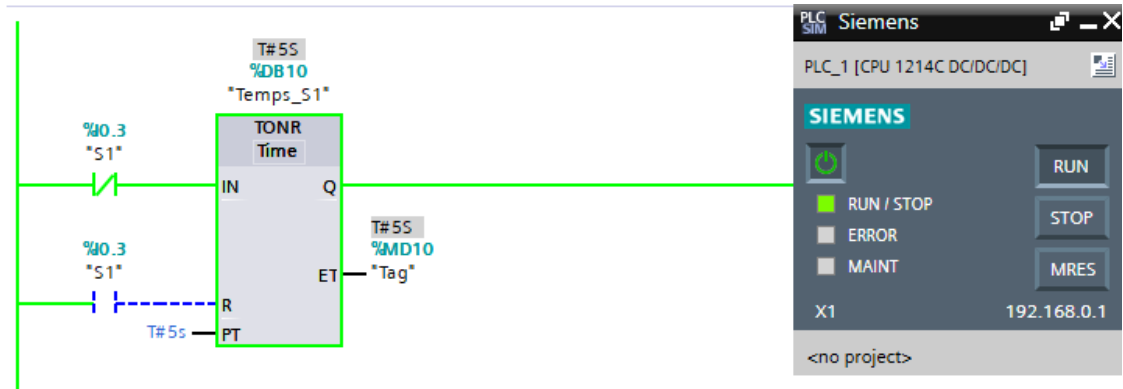 T#5S
%DB10
"Temps_S1"
TONR
Time
%I0.3
"S1"
IN
Q
%I0.3
"S1"
R
T#5s
PT
ET
T#5S
%MD10
"Tag"
PLC SIM Siemens
PLC_1 [CPU 1214C DC/DC/DC]
SIEMENS
RUN
RUN / STOP
STOP
ERROR
MAINT
MRES
X1 192.168.0.1
<no project>